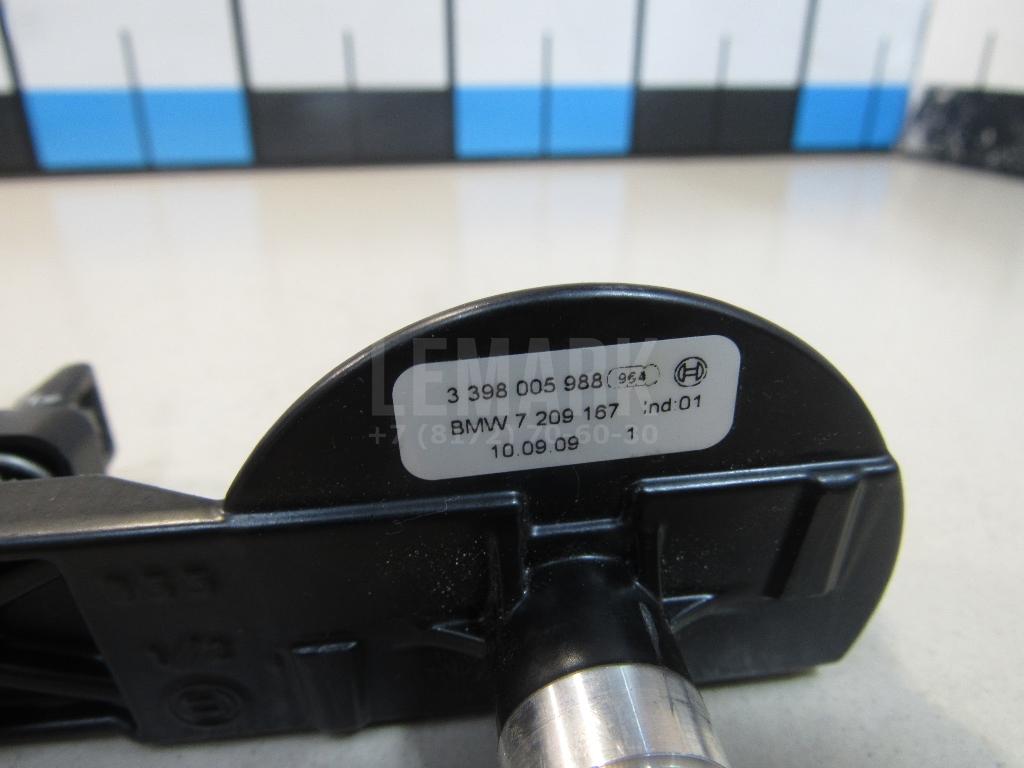 LEMARK
3 398 005 988 964
BMW 7 209 167 Ind:01
10.09.09 1